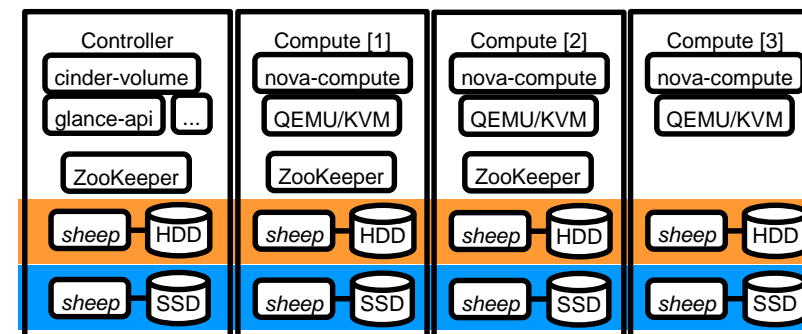 Controller
cinder-volume
glance-api ...
ZooKeeper
sheep HDD
sheep SSD
Compute [1]
nova-compute
QEMU/KVM
ZooKeeper
sheep HDD
sheep SSD
Compute [2]
nova-compute
QEMU/KVM
ZooKeeper
sheep HDD
sheep SSD
Compute [3]
nova-compute
QEMU/KVM
sheep HDD
sheep SSD